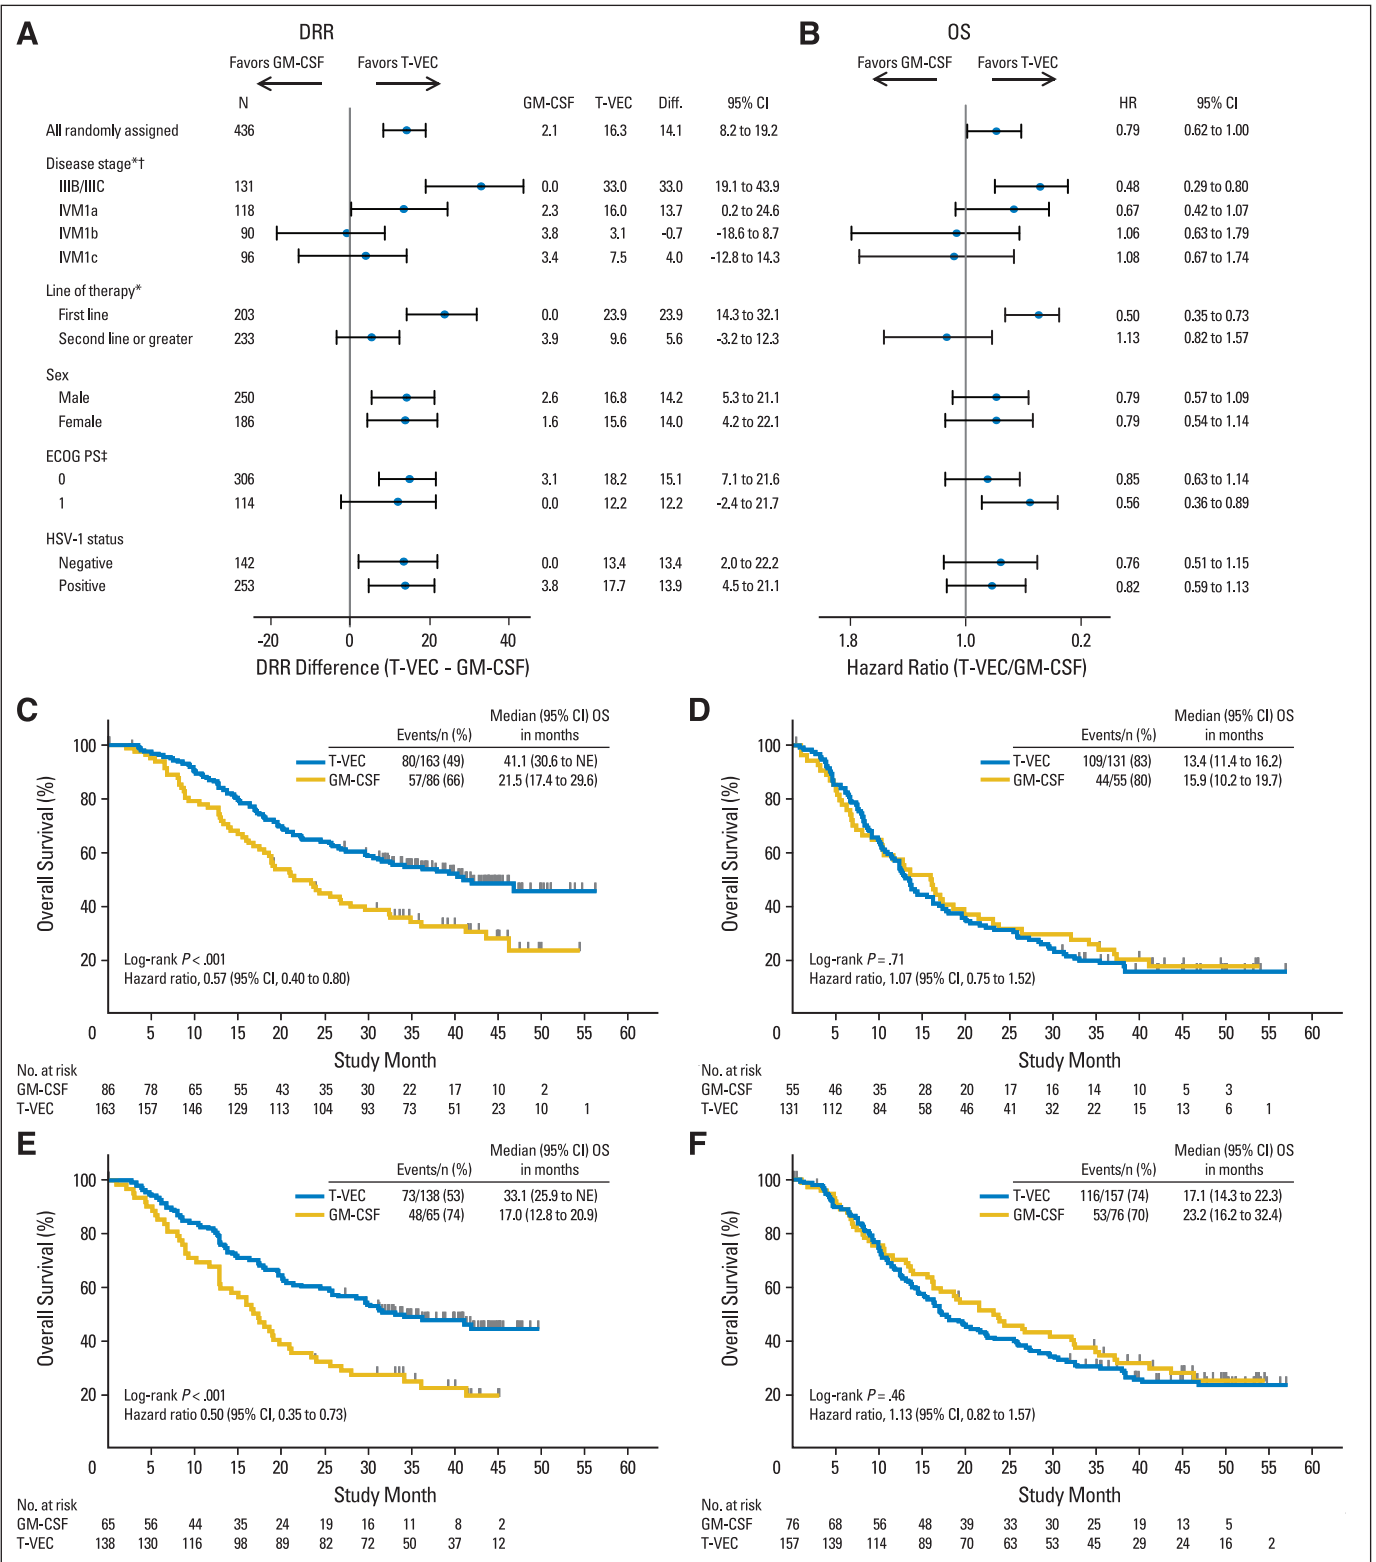 A DRR
Favors GM-CSF Favors T-VEC
N GM-CSF T-VEC Diff. 95% CI
All randomly assigned 436 2.1 16.3 14.1 8.2 to 19.2
Disease stage*†
IIIB/IIIC 131 0.0 33.0 33.0 19.1 to 43.9
IVM1a 118 2.3 16.0 13.7 0.2 to 24.6
IVM1b 90 3.8 3.1 -0.7 -18.6 to 8.7
IVM1c 96 3.4 7.5 4.0 -12.8 to 14.3
Line of therapy*
First line 203 0.0 23.9 23.9 14.3 to 32.1
Second line or greater 233 3.9 9.6 5.6 -3.2 to 12.3
Sex
Male 250 2.6 16.8 14.2 5.3 to 21.1
Female 186 1.6 15.6 14.0 4.2 to 22.1
ECOG PS‡
0 306 3.1 18.2 15.1 7.1 to 21.6
1 114 0.0 12.2 12.2 -2.4 to 21.7
HSV-1 status
Negative 142 0.0 13.4 13.4 2.0 to 22.2
Positive 253 3.8 17.7 13.9 4.5 to 21.1
-20 0 20 40
DRR Difference (T-VEC - GM-CSF)
B OS
Favors GM-CSF Favors T-VEC
HR 95% CI
0.79 0.62 to 1.00
0.48 0.29 to 0.80
0.67 0.42 to 1.07
1.06 0.63 to 1.79
1.08 0.67 to 1.74
0.50 0.35 to 0.73
1.13 0.82 to 1.57
0.79 0.57 to 1.09
0.79 0.54 to 1.14
0.85 0.63 to 1.14
0.56 0.36 to 0.89
0.76 0.51 to 1.15
0.82 0.59 to 1.13
1.8 1.0 0.2
Hazard Ratio (T-VEC/GM-CSF)
C
Median (95% CI) OS
Events/n (%) in months
T-VEC 80/163 (49) 41.1 (30.6 to NE)
GM-CSF 57/86 (66) 21.5 (17.4 to 29.6)
100
80
60
40
20
Overall Survival (%)
Log-rank P < .001
Hazard ratio, 0.57 (95% CI, 0.40 to 0.80)
0 5 10 15 20 25 30 35 40 45 50 55 60
Study Month
No. at risk
GM-CSF 86 78 65 55 43 35 30 22 17 10 2
T-VEC 163 157 146 129 113 104 93 73 51 23 10 1
D
Median (95% CI) OS
Events/n (%) in months
T-VEC 109/131 (83) 13.4 (11.4 to 16.2)
GM-CSF 44/55 (80) 15.9 (10.2 to 19.7)
100
80
60
40
20
Overall Survival (%)
Log-rank P = .71
Hazard ratio, 1.07 (95% CI, 0.75 to 1.52)
0 5 10 15 20 25 30 35 40 45 50 55 60
Study Month
No. at risk
GM-CSF 55 46 35 28 20 17 16 14 10 5 3
T-VEC 131 112 84 58 46 41 32 22 15 13 6 1
E
Median (95% CI) OS
Events/n (%) in months
T-VEC 73/138 (53) 33.1 (25.9 to NE)
GM-CSF 48/65 (74) 17.0 (12.8 to 20.9)
100
80
60
40
20
Overall Survival (%)
Log-rank P < .001
Hazard ratio 0.50 (95% CI, 0.35 to 0.73)
0 5 10 15 20 25 30 35 40 45 50 55 60
Study Month
No. at risk
GM-CSF 65 56 44 35 24 19 16 11 8 2
T-VEC 138 130 116 98 89 82 72 50 37 12
F
Median (95% CI) OS
Events/n (%) in months
T-VEC 116/157 (74) 17.1 (14.3 to 22.3)
GM-CSF 53/76 (70) 23.2 (16.2 to 32.4)
100
80
60
40
20
Overall Survival (%)
Log-rank P = .46
Hazard ratio, 1.13 (95% CI, 0.82 to 1.57)
0 5 10 15 20 25 30 35 40 45 50 55 60
Study Month
No. at risk
GM-CSF 76 68 56 48 39 33 30 25 19 13 5
T-VEC 157 139 114 89 70 63 53 45 29 24 16 2